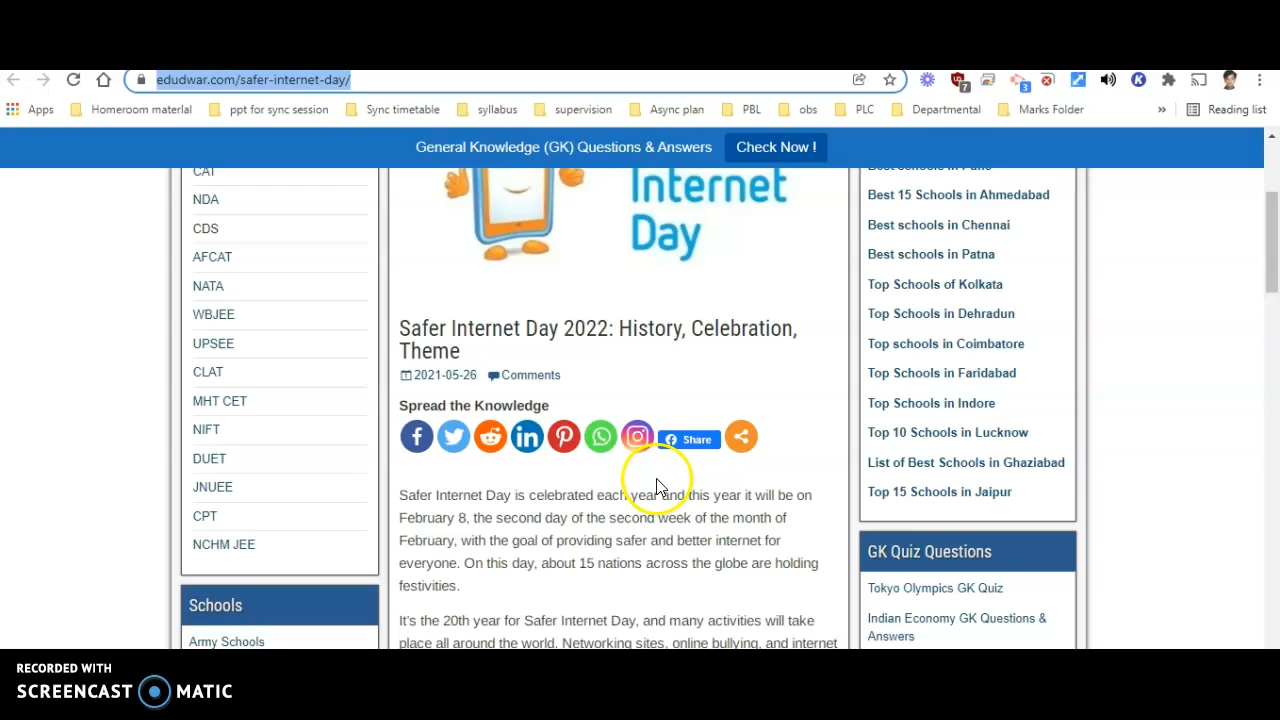 edudwar.com/safer-internet-day/
7
3
K
Apps
Homeroom material
ppt for sync session
Sync timetable
syllabus
supervision
Async plan
PBL
obs
PLC
Departmental
Marks Folder
»
Reading list
General Knowledge (GK) Questions & Answers Check Now !
CAT
NDA
CDS
AFCAT
NATA
WBJEE
UPSEE
CLAT
MHT CET
NIFT
DUET
JNUEE
CPT
NCHM JEE
Schools
Army Schools
Internet
Day
Safer Internet Day 2022: History, Celebration,
Theme
2021-05-26 Comments
Spread the Knowledge
Share
Safer Internet Day is celebrated each year and this year it will be on
February 8, the second day of the second week of the month of
February, with the goal of providing safer and better internet for
everyone. On this day, about 15 nations across the globe are holding
festivities.
It's the 20th year for Safer Internet Day, and many activities will take
place all around the world. Networking sites, online bullying, and internet
Best schools in Pune
Best 15 Schools in Ahmedabad
Best schools in Chennai
Best schools in Patna
Top Schools of Kolkata
Top Schools in Dehradun
Top schools in Coimbatore
Top Schools in Faridabad
Top Schools in Indore
Top 10 Schools in Lucknow
List of Best Schools in Ghaziabad
Top 15 Schools in Jaipur
GK Quiz Questions
Tokyo Olympics GK Quiz
Indian Economy GK Questions &
Answers
RECORDED WITH
SCREENCAST MATIC